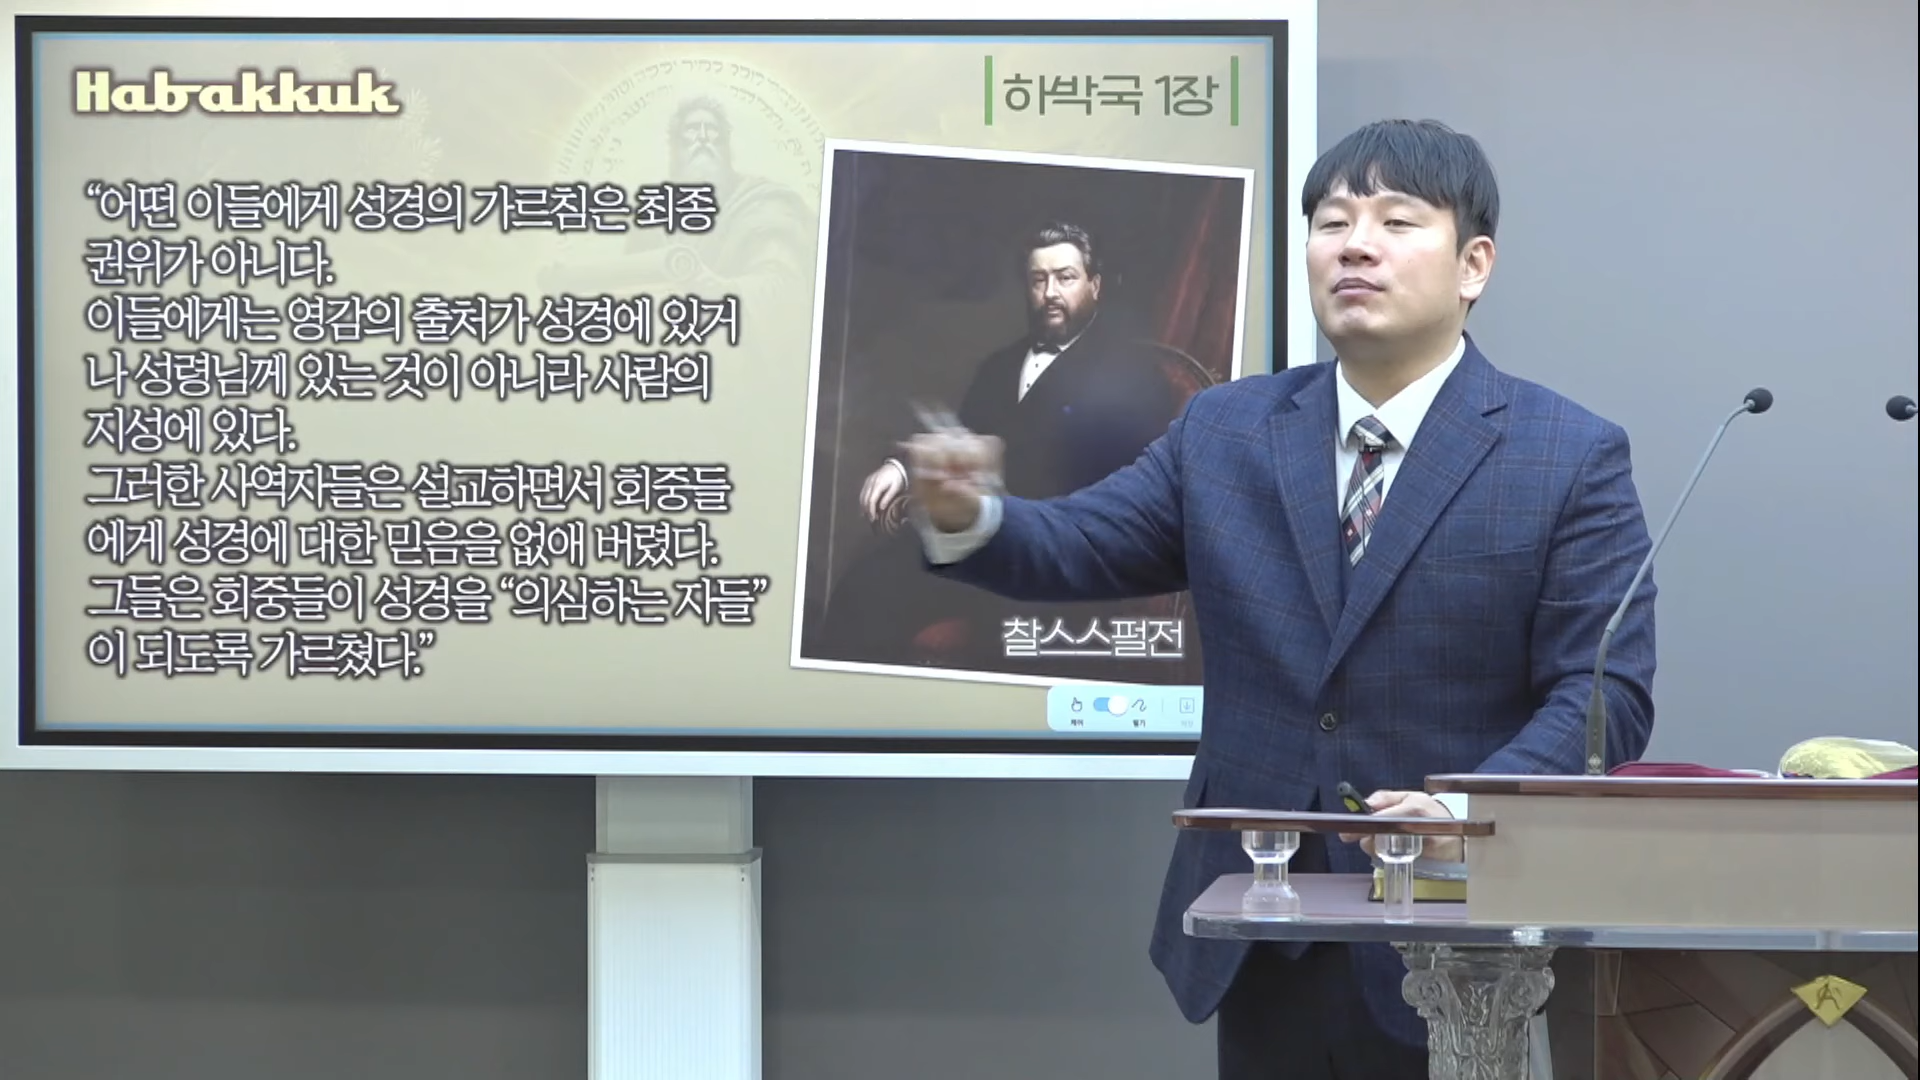 Habakkuk
하박국 1장
“어떤 이들에게 성경의 가르침은 최종
권위가 아니다.
이들에게는 영감의 출처가 성경에 있거
나 성령님께 있는 것이 아니라 사람의
지성에 있다.
그러한 사역자들은 설교하면서 회중들
에게 성경에 대한 믿음을 없애 버렸다.
그들은 회중들이 성경을 “의심하는 자들”
이 되도록 가르쳤다.”
찰스스펄전
제어
필기